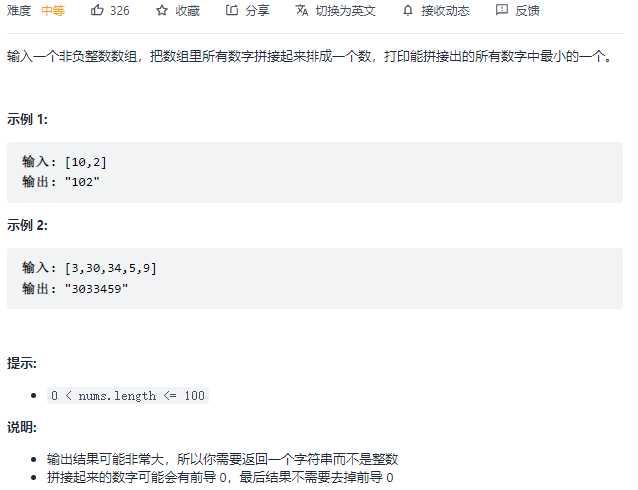 难度 中等 326 收藏 分享 切换为英文 接收动态 反馈
输入一个非负整数数组，把数组里所有数字拼接起来排成一个数，打印能拼接出的所有数字中最小的一个。
示例 1:
输入: [10,2]
输出: "102"
示例 2:
输入: [3,30,34,5,9]
输出: "3033459"
提示:
0 < nums.length <= 100
说明:
输出结果可能非常大，所以你需要返回一个字符串而不是整数
拼接起来的数字可能会有前导 0，最后结果不需要去掉前导 0